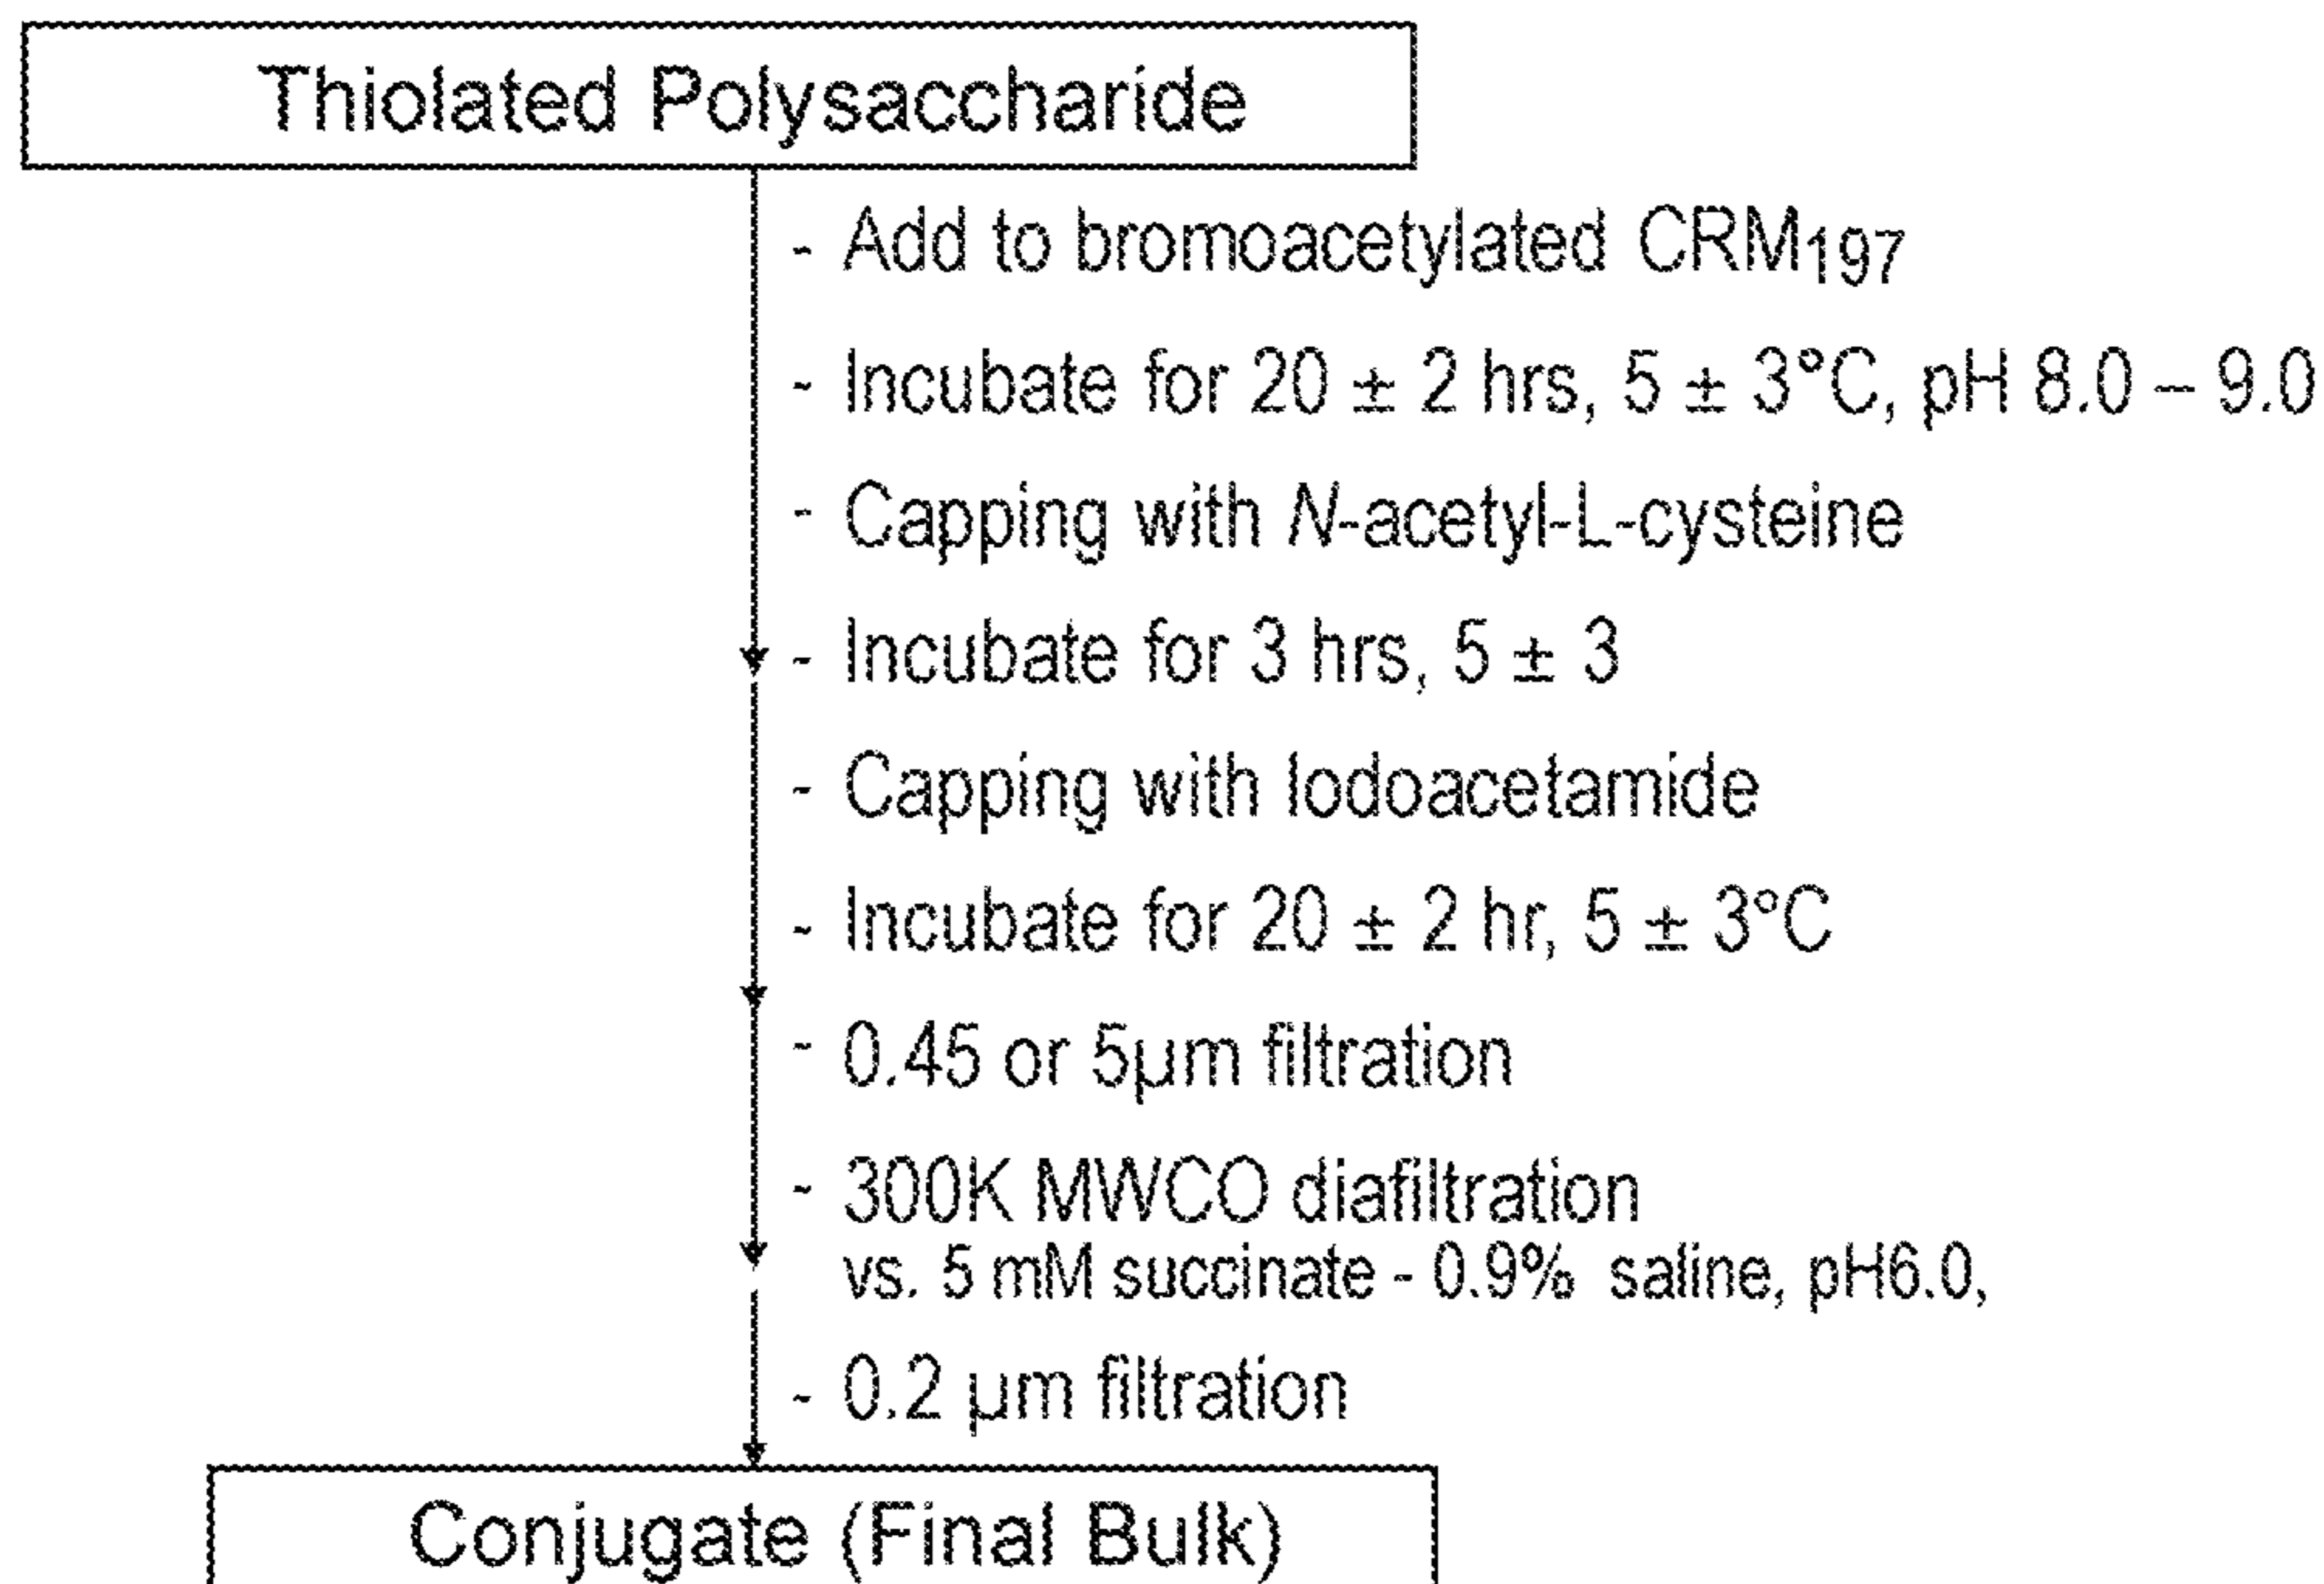 Thiolated Polysaccharide
- Add to bromoacetylated CRM197
- Incubate for 20 ± 2 hrs, 5 ± 3°C, pH 8.0 – 9.0
- Capping with N-acetyl-L-cysteine
- Incubate for 3 hrs, 5 ± 3
- Capping with Iodoacetamide
- Incubate for 20 ± 2 hr, 5 ± 3°C
- 0.45 or 5µm filtration
- 300K MWCO diafiltration
vs. 5 mM succinate - 0.9% saline, pH6.0,
- 0.2 µm filtration
Conjugate (Final Bulk)